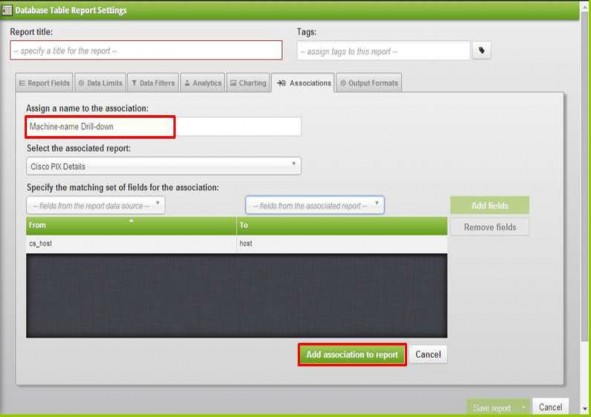 Database Table Report Settings
Report title:
Tags:
-- specify a title for the report --
-- assign tags to this report --
Report Fields
Data Limits
Data Filters
Analytics
Charting
Associations
Output Formats
Assign a name to the association:
Machine-name Drill-down
Select the associated report:
Cisco PIX Details
Specify the matching set of fields for the association:
-- fields from the report data source --
-- fields from the associated report --
Add fields
From
To
Remove fields
cs_host
host
Add association to report
Cancel
Save report
Cancel